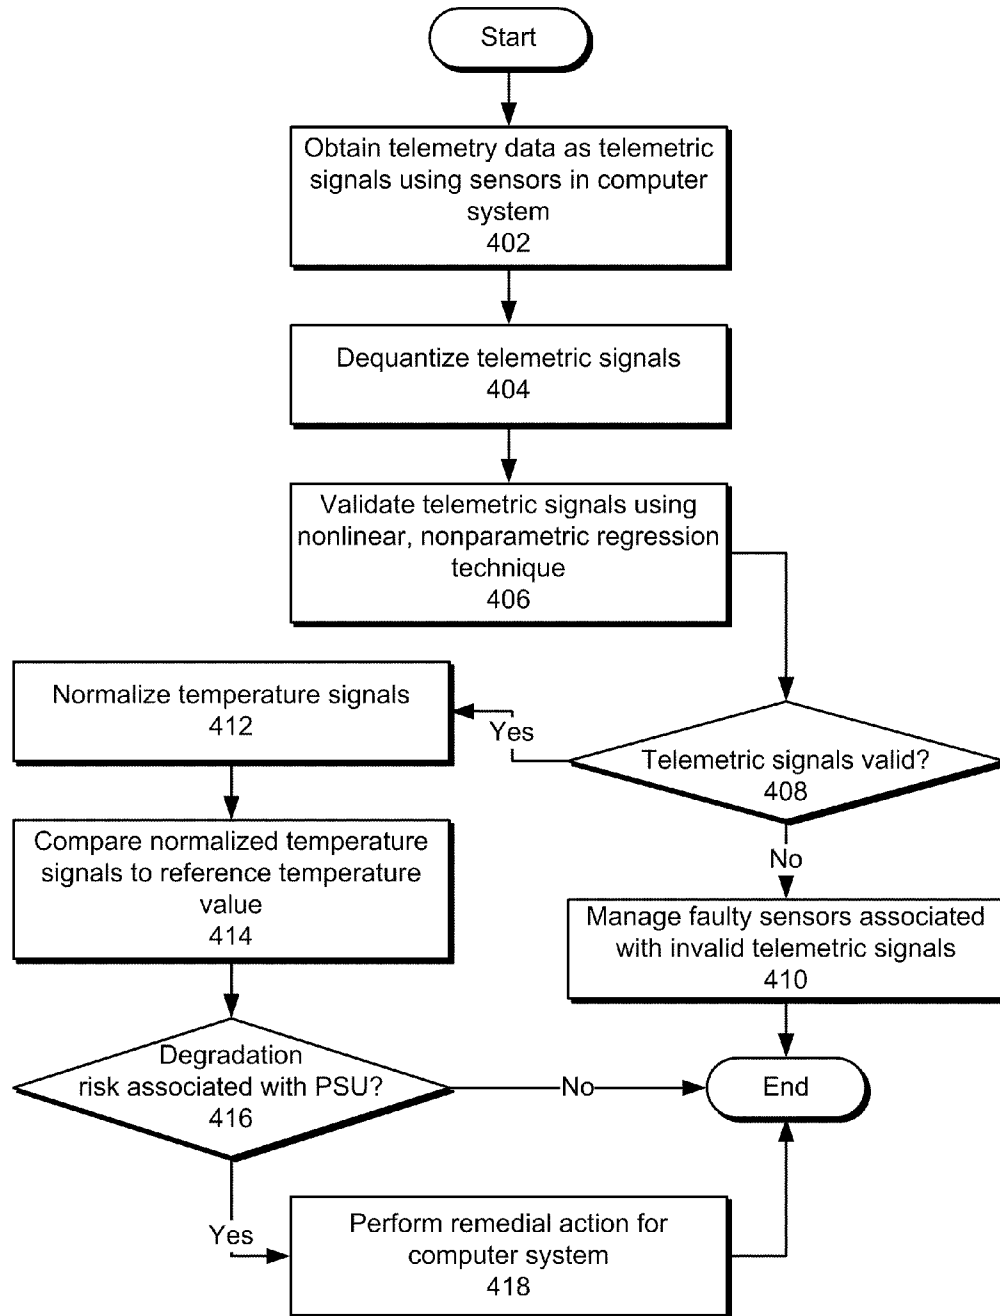 Start
Obtain telemetry data as telemetric
signals using sensors in computer
system
402
Dequantize telemetric signals
404
Validate telemetric signals using
nonlinear, nonparametric regression
technique
406
Telemetric signals valid?
408
Yes
No
Normalize temperature signals
412
Compare normalized temperature
signals to reference temperature
value
414
Manage faulty sensors associated
with invalid telemetric signals
410
Degradation
risk associated with PSU?
416
No
End
Yes
Perform remedial action for
computer system
418